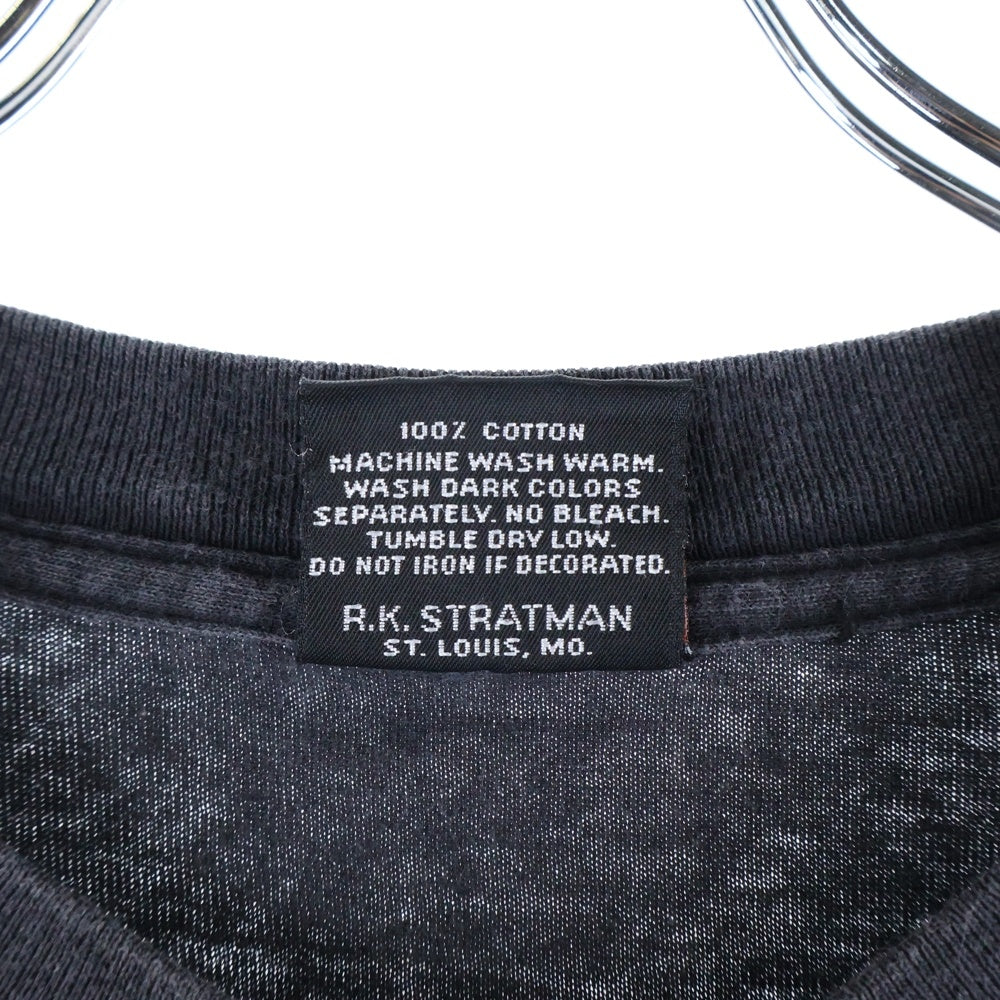 100% COTTON
MACHINE WASH WARM.
WASH DARK COLORS
SEPARATELY. NO BLEACH.
TUMBLE DRY LOW.
DO NOT IRON IF DECORATED.
R.K. STRATMAN
ST. LOUIS, MO.